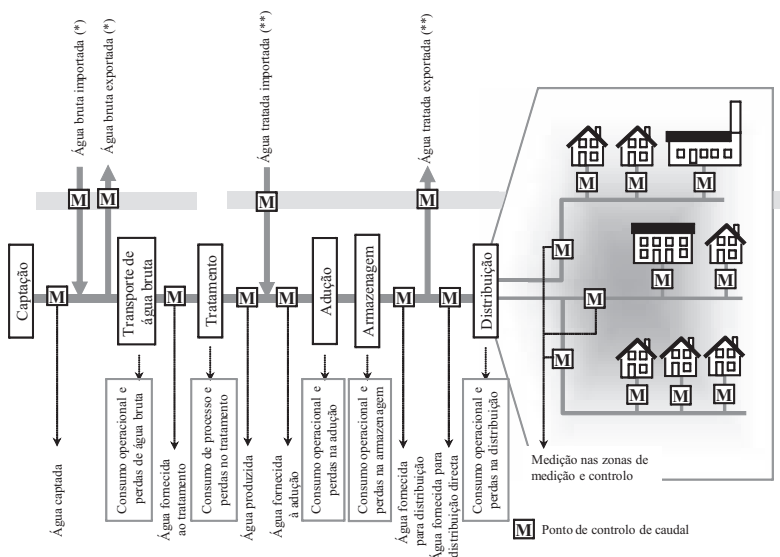 Água bruta importada (*)
Água bruta exportada (*)
Água tratada importada (**)
Água tratada exportada (**)
M
M
M
M
Captação
Transporte de
água bruta
Tratamento
Adução
Armazenagem
Distribuição
M
M
M
M
M
M
Água captada
Consumo operacional e
perdas de água bruta
Água fornecida
ao tratamento
Consumo de processo e
perdas no tratamento
Água produzida
Água fornecida
à adução
Consumo operacional e
perdas na adução
Consumo operacional e
perdas na armazenagem
Água fornecida
para distribuição
Água fornecida para
distribuição directa
Consumo operacional e
perdas na distribuição
M
M
M
M
M
M
M
M
M
M
M
Medição nas zonas de
medição e controlo
M Ponto de controlo de caudal